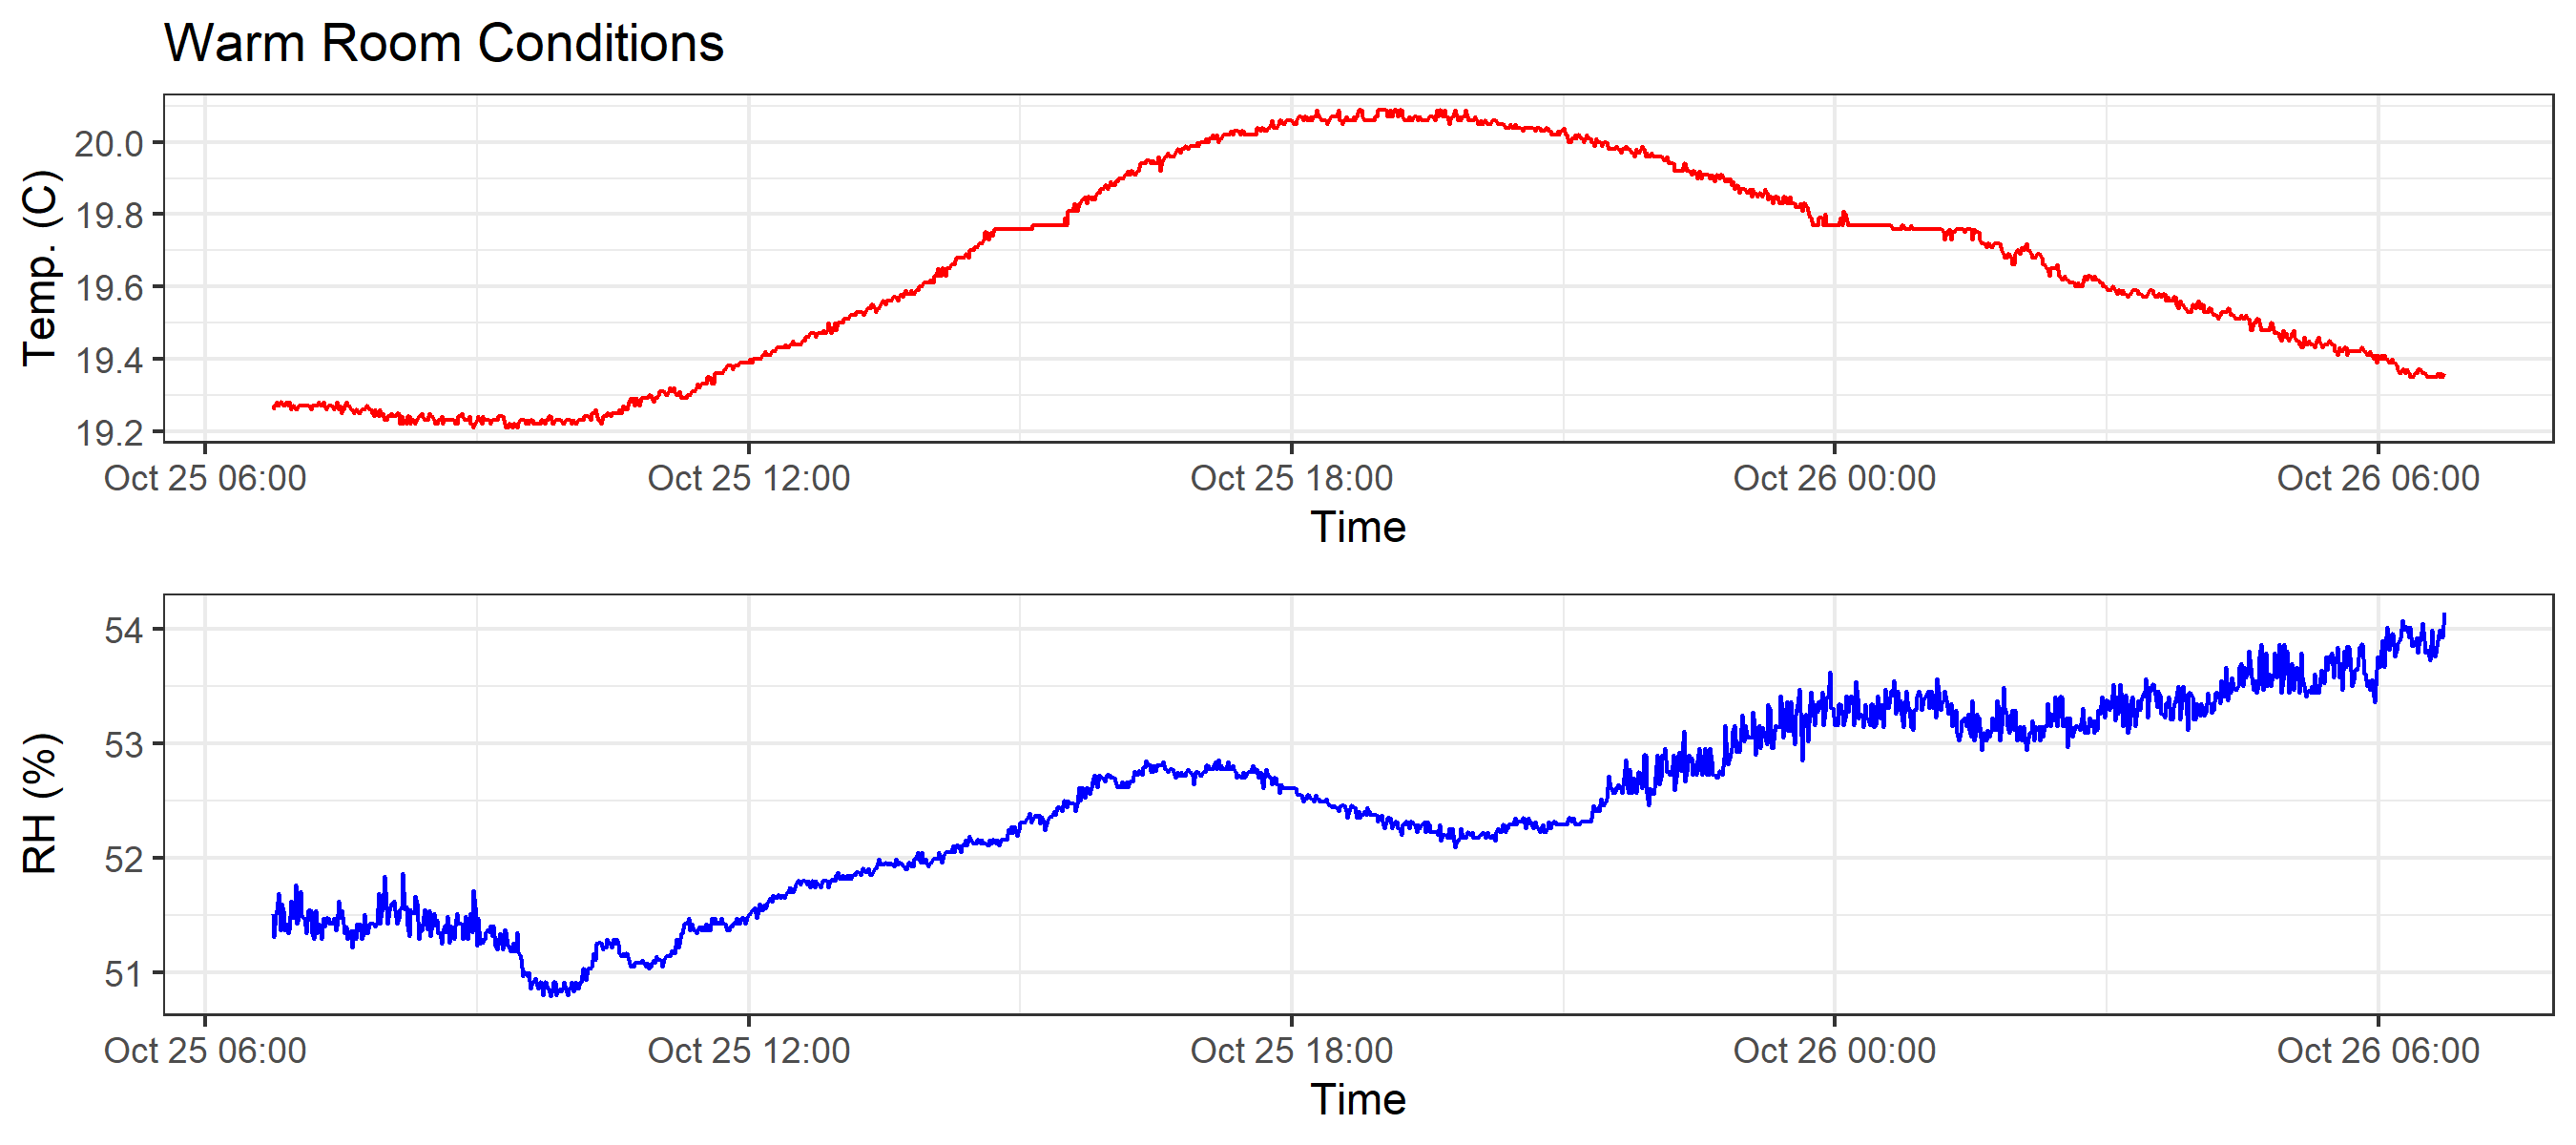 Warm Room Conditions
Temp. (C)
20.0
19.8
19.6
19.4
19.2
Oct 25 06:00 Oct 25 12:00 Oct 25 18:00 Oct 26 00:00 Oct 26 06:00
Time
RH (%)
54
53
52
51
Oct 25 06:00 Oct 25 12:00 Oct 25 18:00 Oct 26 00:00 Oct 26 06:00
Time